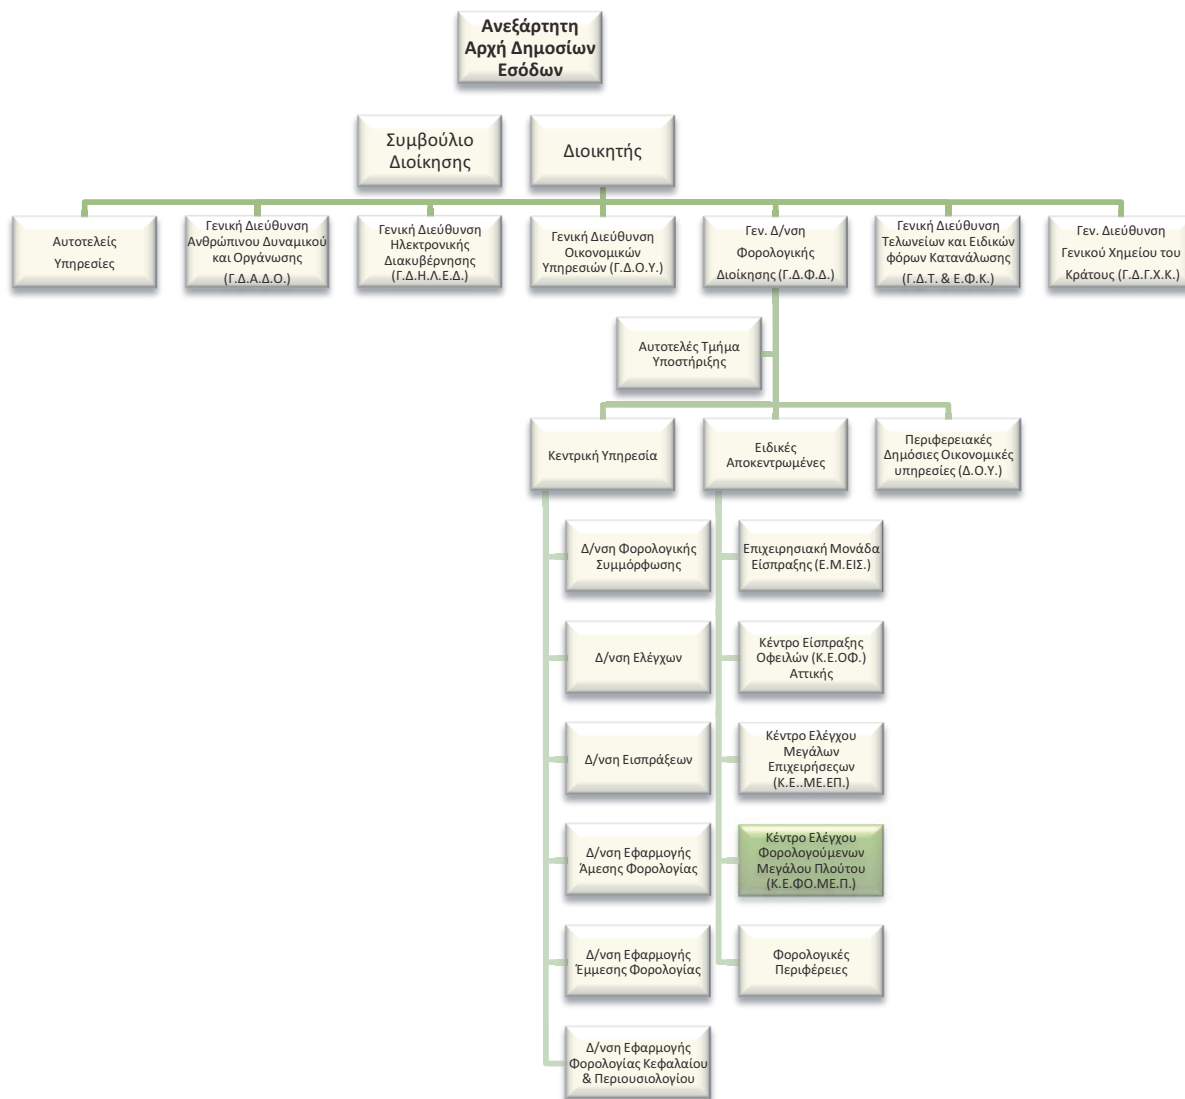 Ανεξάρτητη
Αρχή Δημοσίων
Εσόδων
Συμβούλιο
Διοίκησης
Διοικητής
Αυτοτελείς
Υπηρεσίες
Γενική Διεύθυνση
Ανθρώπινου Δυναμικού
και Οργάνωσης
(Γ.Δ.Α.Δ.Ο.)
Γενική Διεύθυνση
Ηλεκτρονικής
Διακυβέρνησης
(Γ.Δ.Η.Λ.Ε.Δ.)
Γενική Διεύθυνση
Οικονομικών
Υπηρεσιών (Γ.Δ.Ο.Υ.)
Γεν. Δ/νση
Φορολογικής
Διοίκησης (Γ.Δ.Φ.Δ.)
Γενική Διεύθυνση
Τελωνείων και Ειδικών
φόρων Κατανάλωσης
(Γ.Δ.Τ. & Ε.Φ.Κ.)
Γεν. Διεύθυνση
Γενικού Χημείου του
Κράτους (Γ.Δ.Γ.Χ.Κ.)
Αυτοτελές Τμήμα
Υποστήριξης
Κεντρική Υπηρεσία
Ειδικές
Αποκεντρωμένες
Περιφερειακές
Δημόσιες Οικονομικές
υπηρεσίες (Δ.Ο.Υ.)
Δ/νση Φορολογικής
Συμμόρφωσης
Δ/νση Ελέγχων
Δ/νση Εισπράξεων
Δ/νση Εφαρμογής
Άμεσης Φορολογίας
Δ/νση Εφαρμογής
Έμμεσης Φορολογίας
Δ/νση Εφαρμογής
Φορολογίας Κεφαλαίου
& Περιουσιολογίου
Επιχειρησιακή Μονάδα
Είσπραξης (Ε.Μ.ΕΙΣ.)
Κέντρο Είσπραξης
Οφειλών (Κ.Ε.ΟΦ.)
Αττικής
Κέντρο Ελέγχου
Μεγάλων
Επιχειρήσεςων
(Κ.Ε..ΜΕ.ΕΠ.)
Κέντρο Ελέγχου
Φορολογούμενων
Μεγάλου Πλούτου
(Κ.Ε.ΦΟ.ΜΕ.Π.)
Φορολογικές
Περιφέρειες